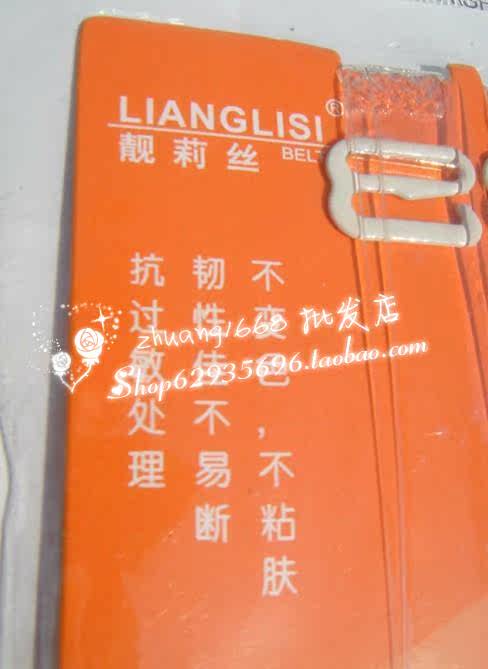 LIANGLISI®
靓莉丝
BELT
不变色,不粘肤
韧性佳不易断
抗过敏处理
zhuang1668 批发店
Shop62935696.taobao.com